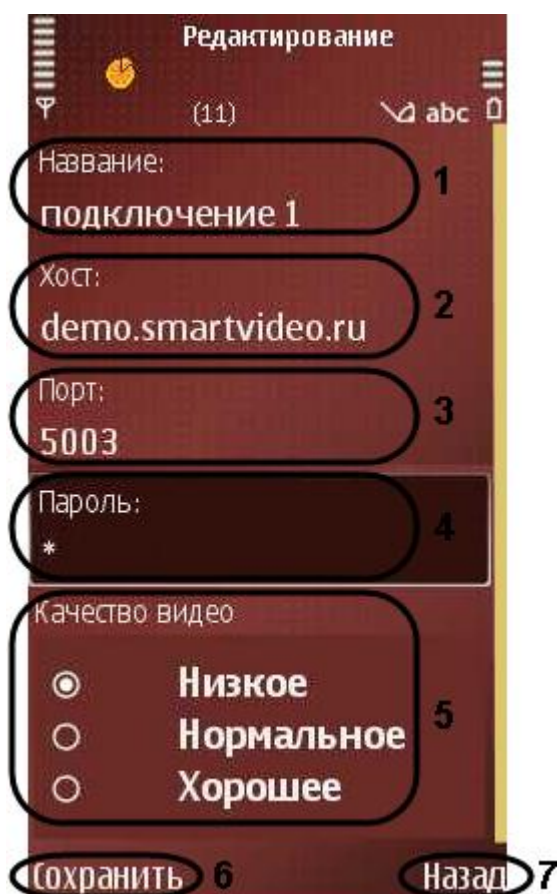 Редактирование
(11) abc
Название:
подключение 1
1
Хост:
demo.smartvideo.ru
2
Порт:
5003
3
Пароль:
*
4
Качество видео
Низкое
Нормальное
5
Хорошее
Сохранить 6 Назад 7